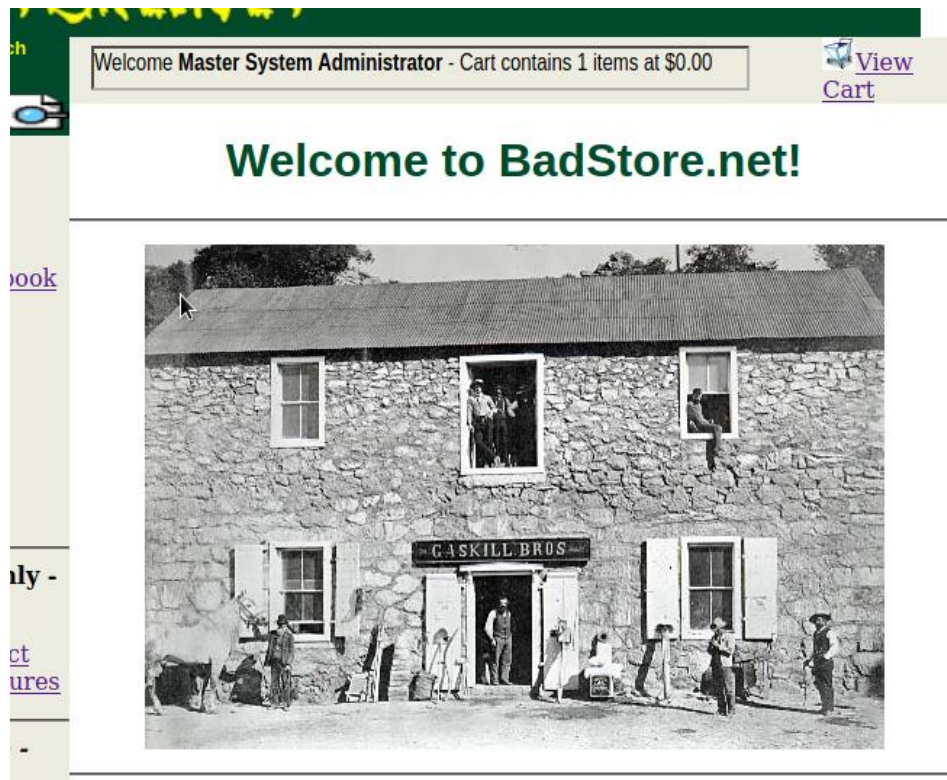 ch
Welcome Master System Administrator - Cart contains 1 items at $0.00
View
Cart
Welcome to BadStore.net!
ook
GASKILL BROS
nly -
ct
ures
-